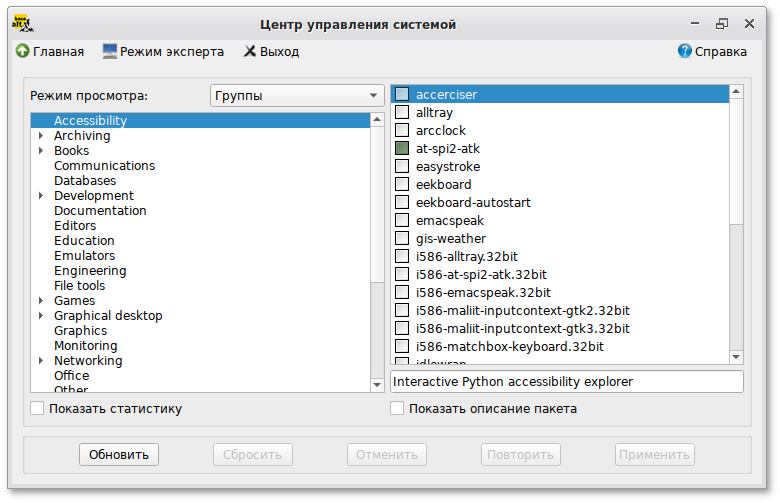 Центр управления системой
Главная Режим эксперта Выход Справка
Режим просмотра: Группы
Accessibility
Archiving
Books
Communications
Databases
Development
Documentation
Editors
Education
Emulators
Engineering
File tools
Games
Graphical desktop
Graphics
Monitoring
Networking
Office
Other
accerciser
alltray
arcclock
at-spi2-atk
easystroke
eekboard
eekboard-autostart
emacspeak
gis-weather
i586-alltray.32bit
i586-at-spi2-atk.32bit
i586-emacspeak.32bit
i586-maliit-inputcontext-gtk2.32bit
i586-maliit-inputcontext-gtk3.32bit
i586-matchbox-keyboard.32bit
idlewrap
Interactive Python accessibility explorer
Показать статистику
Показать описание пакета
Обновить Сбросить Отменить Повторить Применить